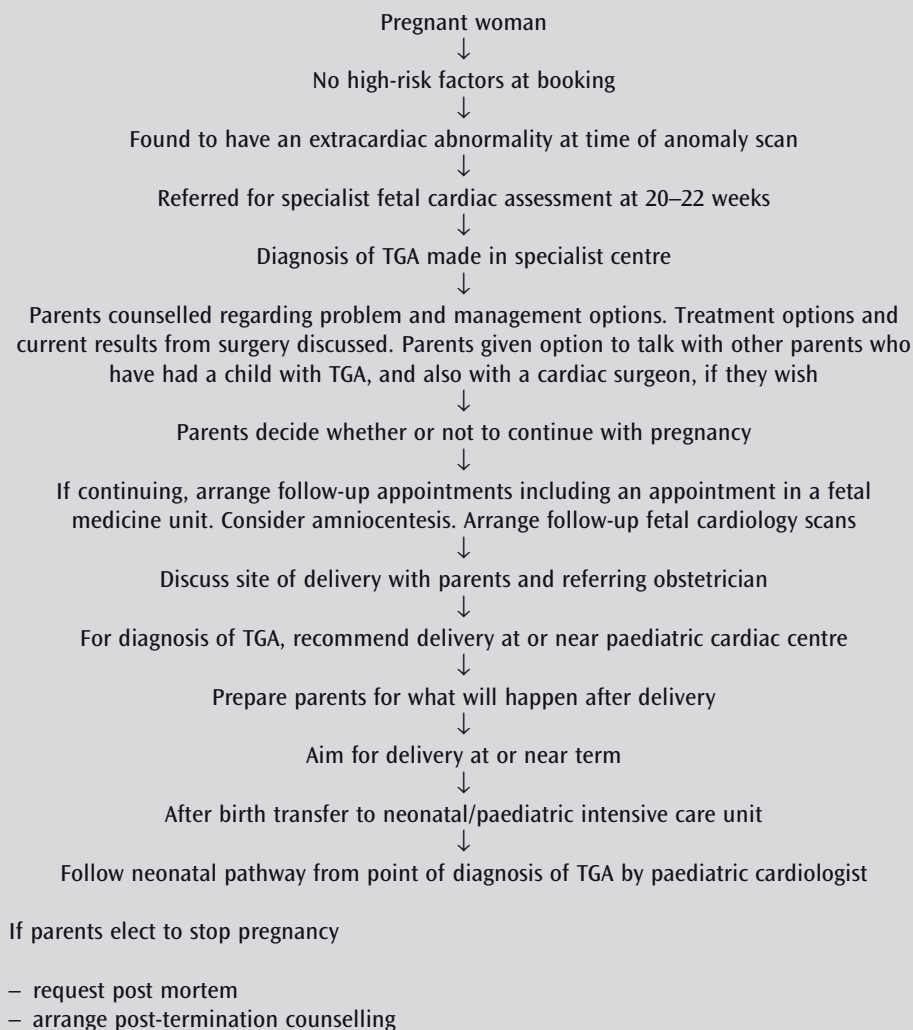 Pregnant woman
↓
No high-risk factors at booking
↓
Found to have an extracardiac abnormality at time of anomaly scan
↓
Referred for specialist fetal cardiac assessment at 20–22 weeks
↓
Diagnosis of TGA made in specialist centre
↓
Parents counselled regarding problem and management options. Treatment options and
current results from surgery discussed. Parents given option to talk with other parents who
have had a child with TGA, and also with a cardiac surgeon, if they wish
↓
Parents decide whether or not to continue with pregnancy
↓
If continuing, arrange follow-up appointments including an appointment in a fetal
medicine unit. Consider amniocentesis. Arrange follow-up fetal cardiology scans
↓
Discuss site of delivery with parents and referring obstetrician
↓
For diagnosis of TGA, recommend delivery at or near paediatric cardiac centre
↓
Prepare parents for what will happen after delivery
↓
Aim for delivery at or near term
↓
After birth transfer to neonatal/paediatric intensive care unit
↓
Follow neonatal pathway from point of diagnosis of TGA by paediatric cardiologist
If parents elect to stop pregnancy
– request post mortem
– arrange post-termination counselling